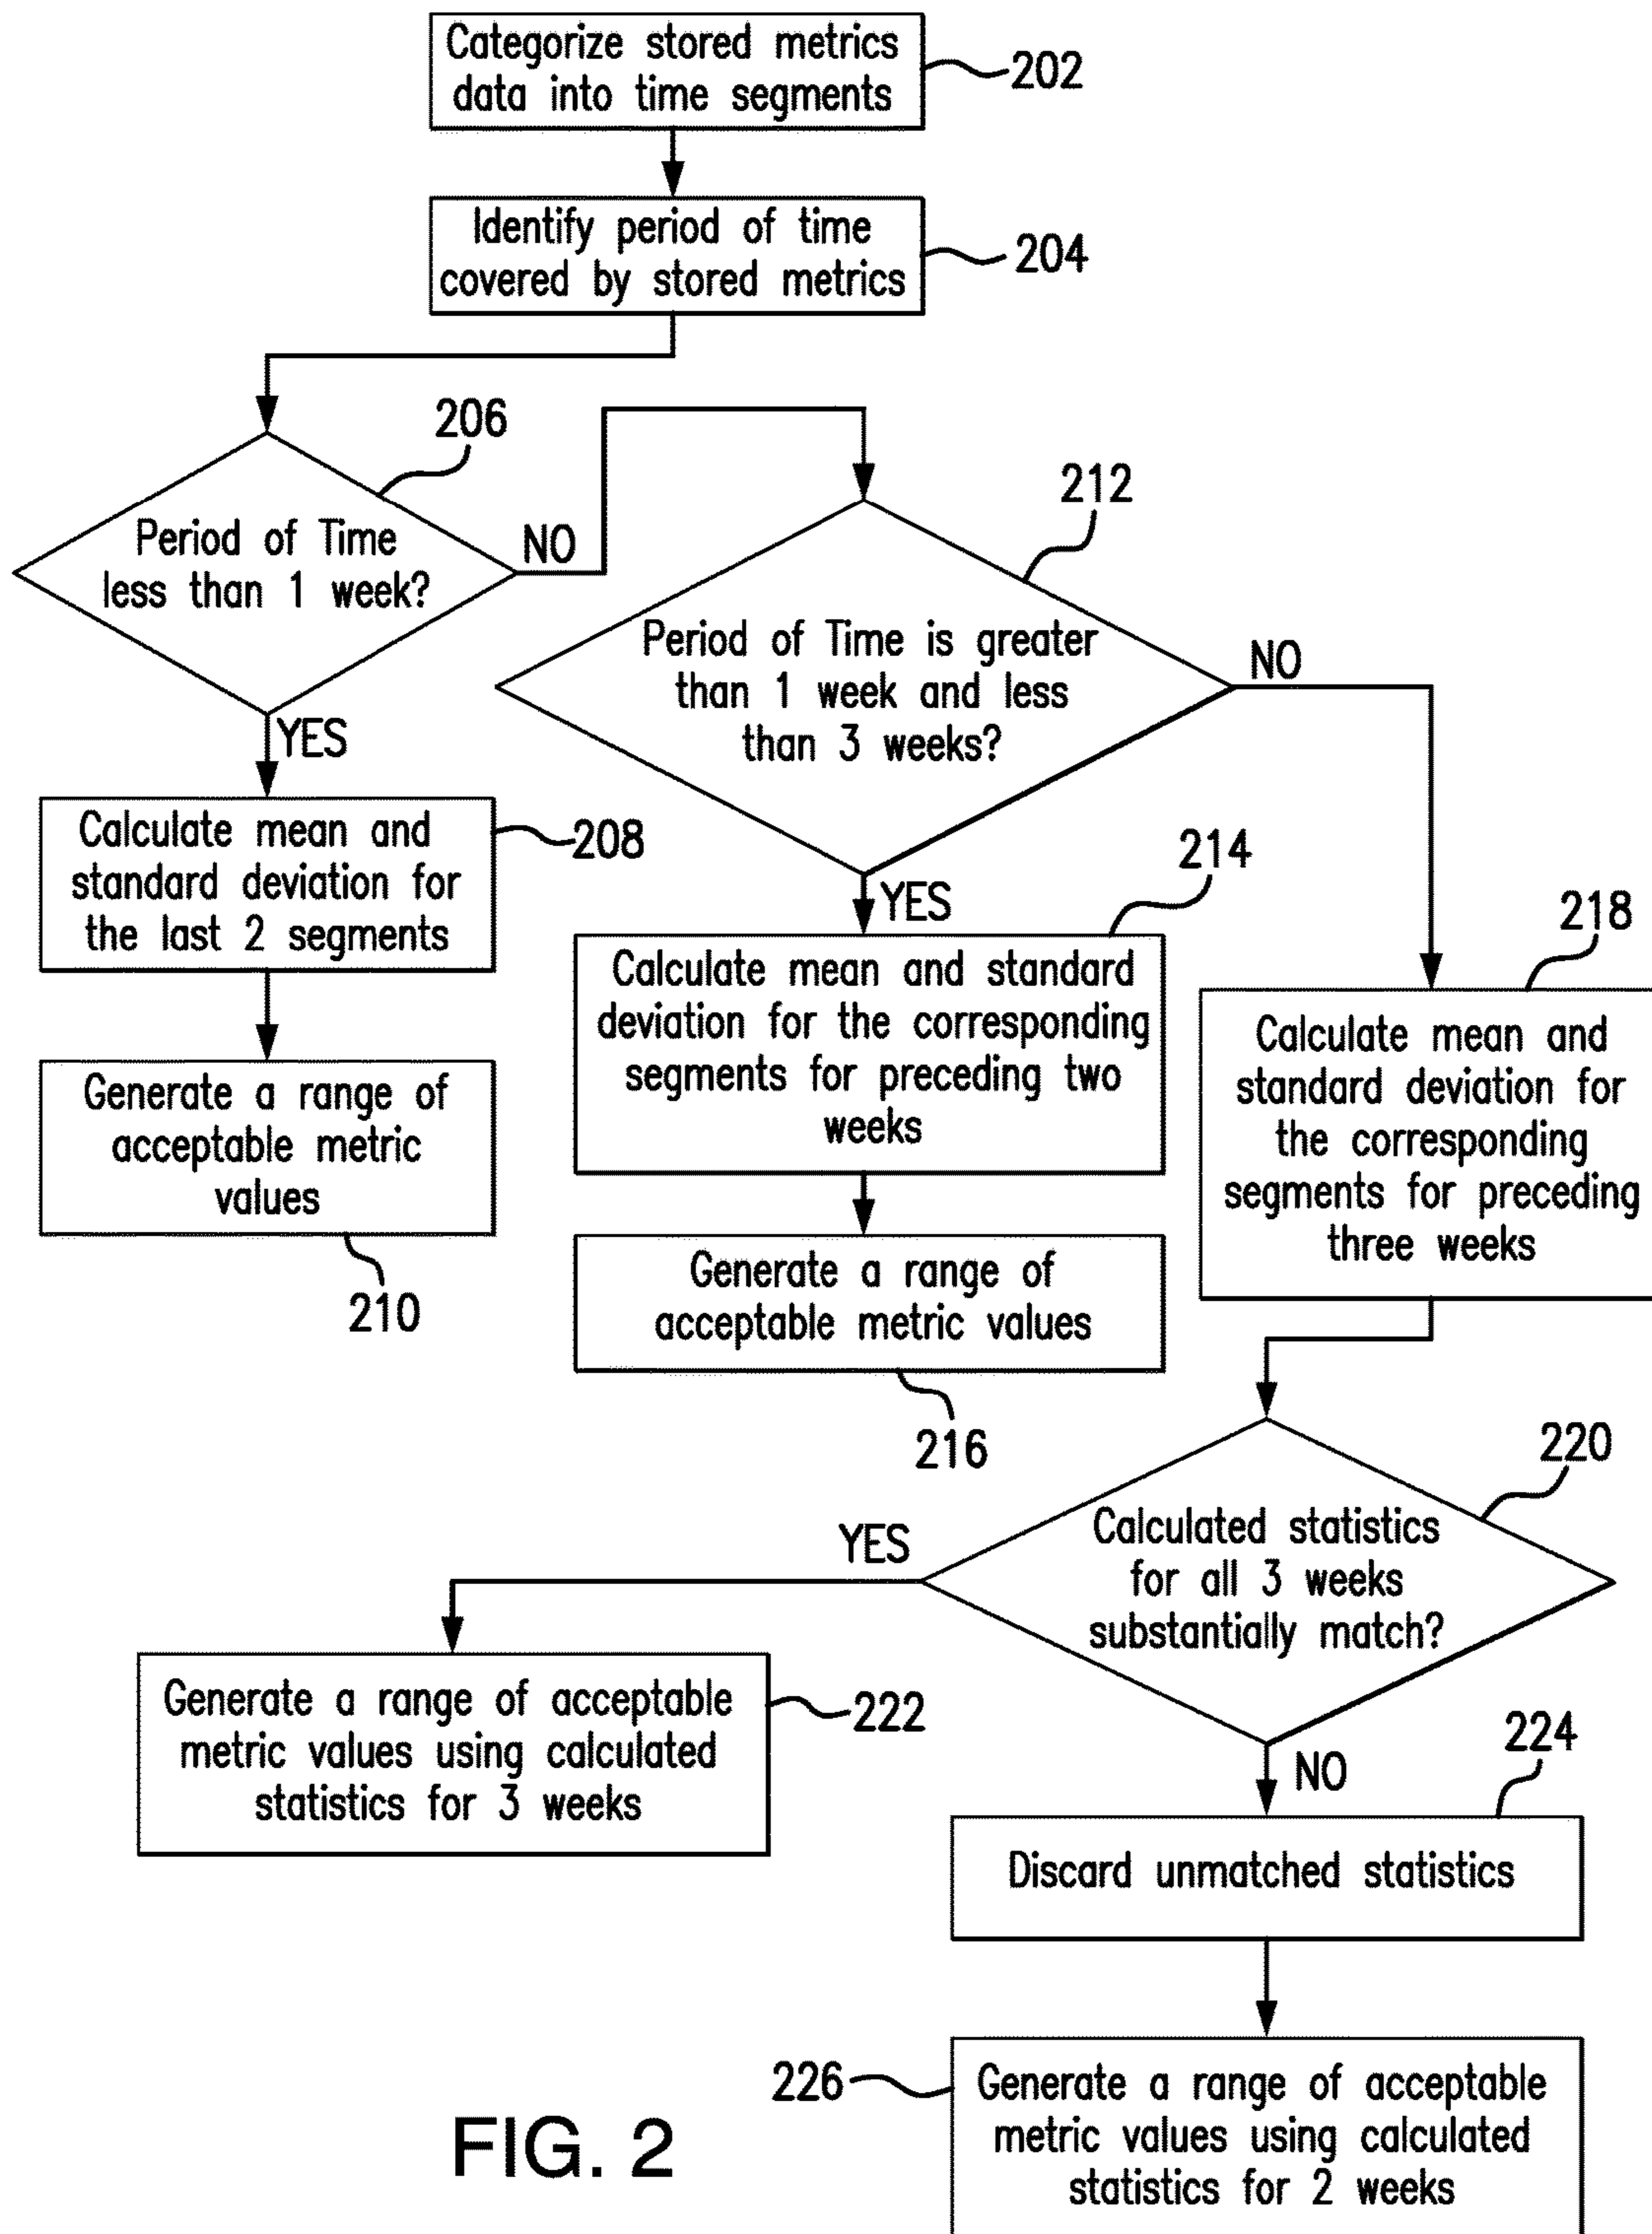 Categorize stored metrics
data into time segments
202
Identify period of time
covered by stored metrics
204
206
Period of Time
less than 1 week?
NO
YES
212
Period of Time is greater
than 1 week and less
than 3 weeks?
NO
YES
Calculate mean and
standard deviation for
the last 2 segments
208
Generate a range of
acceptable metric
values
210
214
Calculate mean and standard
deviation for the corresponding
segments for preceding two
weeks
Generate a range of
acceptable metric values
216
218
Calculate mean and
standard deviation for
the corresponding
segments for preceding
three weeks
220
Calculated statistics
for all 3 weeks
substantially match?
YES
NO
Generate a range of acceptable
metric values using calculated
statistics for 3 weeks
222
224
Discard unmatched statistics
226
Generate a range of acceptable
metric values using calculated
statistics for 2 weeks
FIG. 2